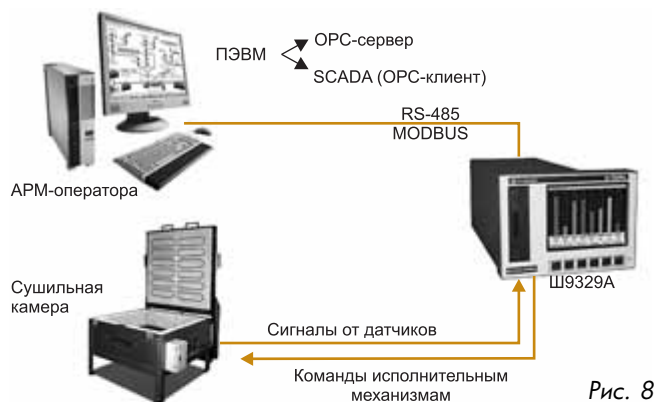 ПЭВМ
OPC-сервер
SCADA (OPC-клиент)
RS-485
MODBUS
АРМ-оператора
Ш9329А
Сушильная
камера
Сигналы от датчиков
Команды исполнительным
механизмам
Рис. 8